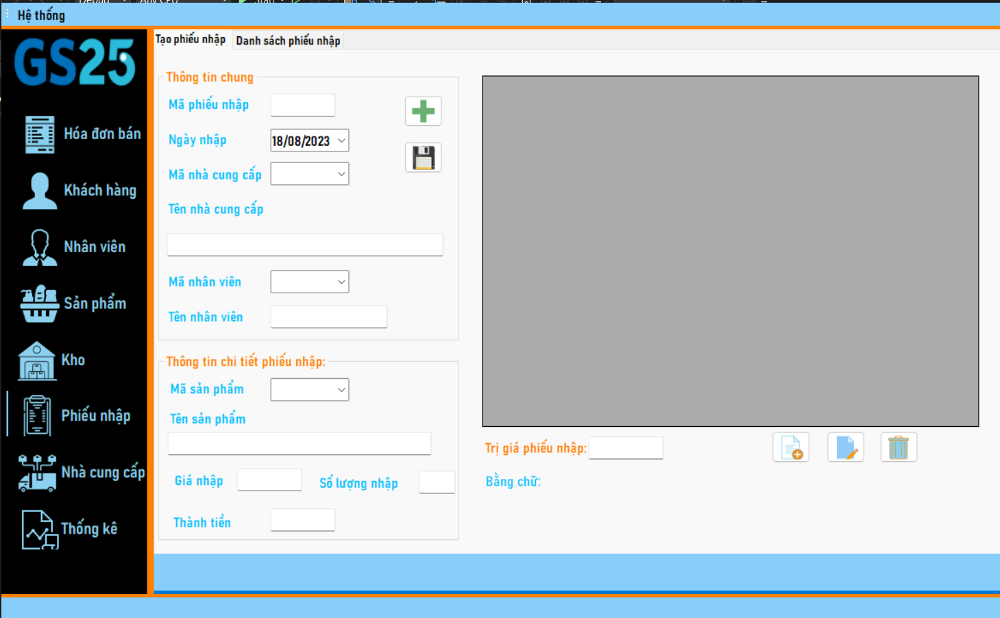 Hệ thống
GS25
Hóa đơn bán
Khách hàng
Nhân viên
Sản phẩm
Kho
Phiếu nhập
Nhà cung cấp
Thống kê
Tạo phiếu nhập
Danh sách phiếu nhập
Thông tin chung
Mã phiếu nhập
Ngày nhập
18/08/2023
Mã nhà cung cấp
Tên nhà cung cấp
Mã nhân viên
Tên nhân viên
Thông tin chi tiết phiếu nhập:
Mã sản phẩm
Tên sản phẩm
Giá nhập
Số lượng nhập
Thành tiền
Trị giá phiếu nhập:
Bằng chữ: